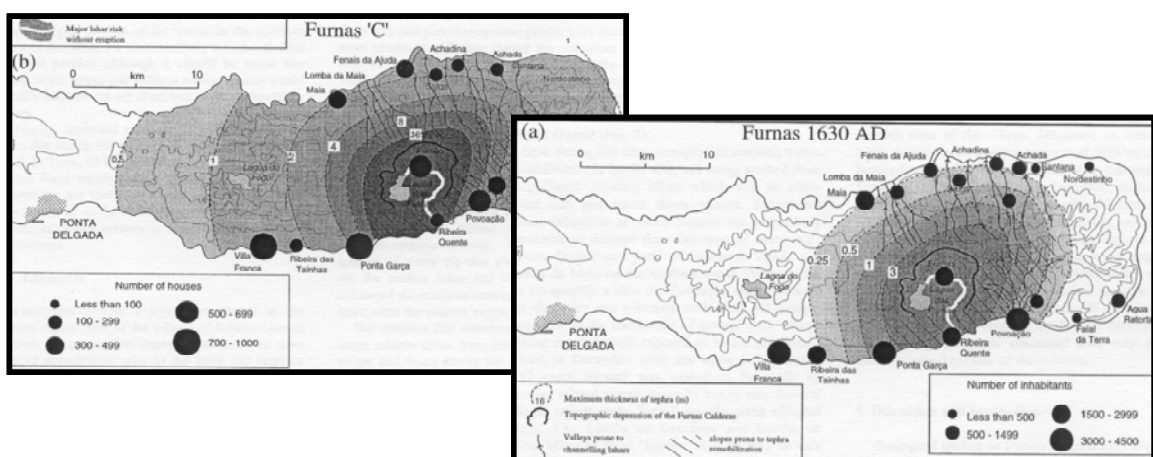 Major lahar risk
without eruption
Furnas 'C'
(b)
0
10
km
Maia
Lomba da Maia
Fenais da Ajuda
Achadina
Achada
Santana
Nordestinho
1
0.5
1
2
4
8
16
Lagoa do
Fogo
PONTA
DELGADA
Villa
Franca
Ribeira das
Tainhas
Ponta Garça
Ribeira
Quente
Povoação
Number of houses
Less than 100
100 - 299
300 - 499
500 - 699
700 - 1000
(a)
Furnas 1630 AD
0
10
km
Maia
Lomba da Maia
Fenais da Ajuda
Achadina
Achada
Santana
Nordestinho
0.25
0.5
1
3
Lagoa do
Fogo
PONTA
DELGADA
Villa
Franca
Ribeira das
Tainhas
Ponta Garça
Ribeira
Quente
Povoação
Faial
da Terra
Agua
Retorta
16
Maximum thickness of tephra (m)
Topographic depression of the Furnas Calderas
Valleys prone to
channelling lahars
slopes prone to tephra
remobilization
Number of inhabitants
Less than 500
500 - 1499
1500 - 2999
3000 - 4500